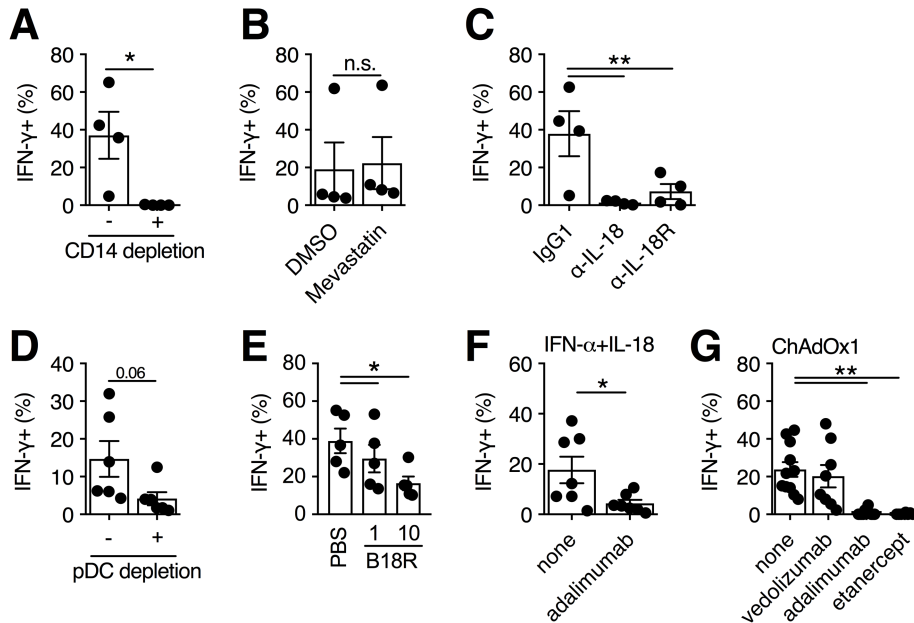 A
IFN-γ+ (%)
80
60
40
20
0
*
- +
CD14 depletion
B
IFN-γ+ (%)
80
60
40
20
0
n.s.
DMSO
Mevastatin
C
IFN-γ+ (%)
80
60
40
20
0
**
IgG1
α-IL-18
α-IL-18R
D
IFN-γ+ (%)
40
30
20
10
0
0.06
- +
pDC depletion
E
IFN-γ+ (%)
80
60
40
20
0
*
PBS
1 10
B18R
F
IFN-α+IL-18
IFN-γ+ (%)
60
40
20
0
*
none
adalimumab
G
ChAdOx1
IFN-γ+ (%)
80
60
40
20
0
**
none
vedolizumab
adalimumab
etanercept